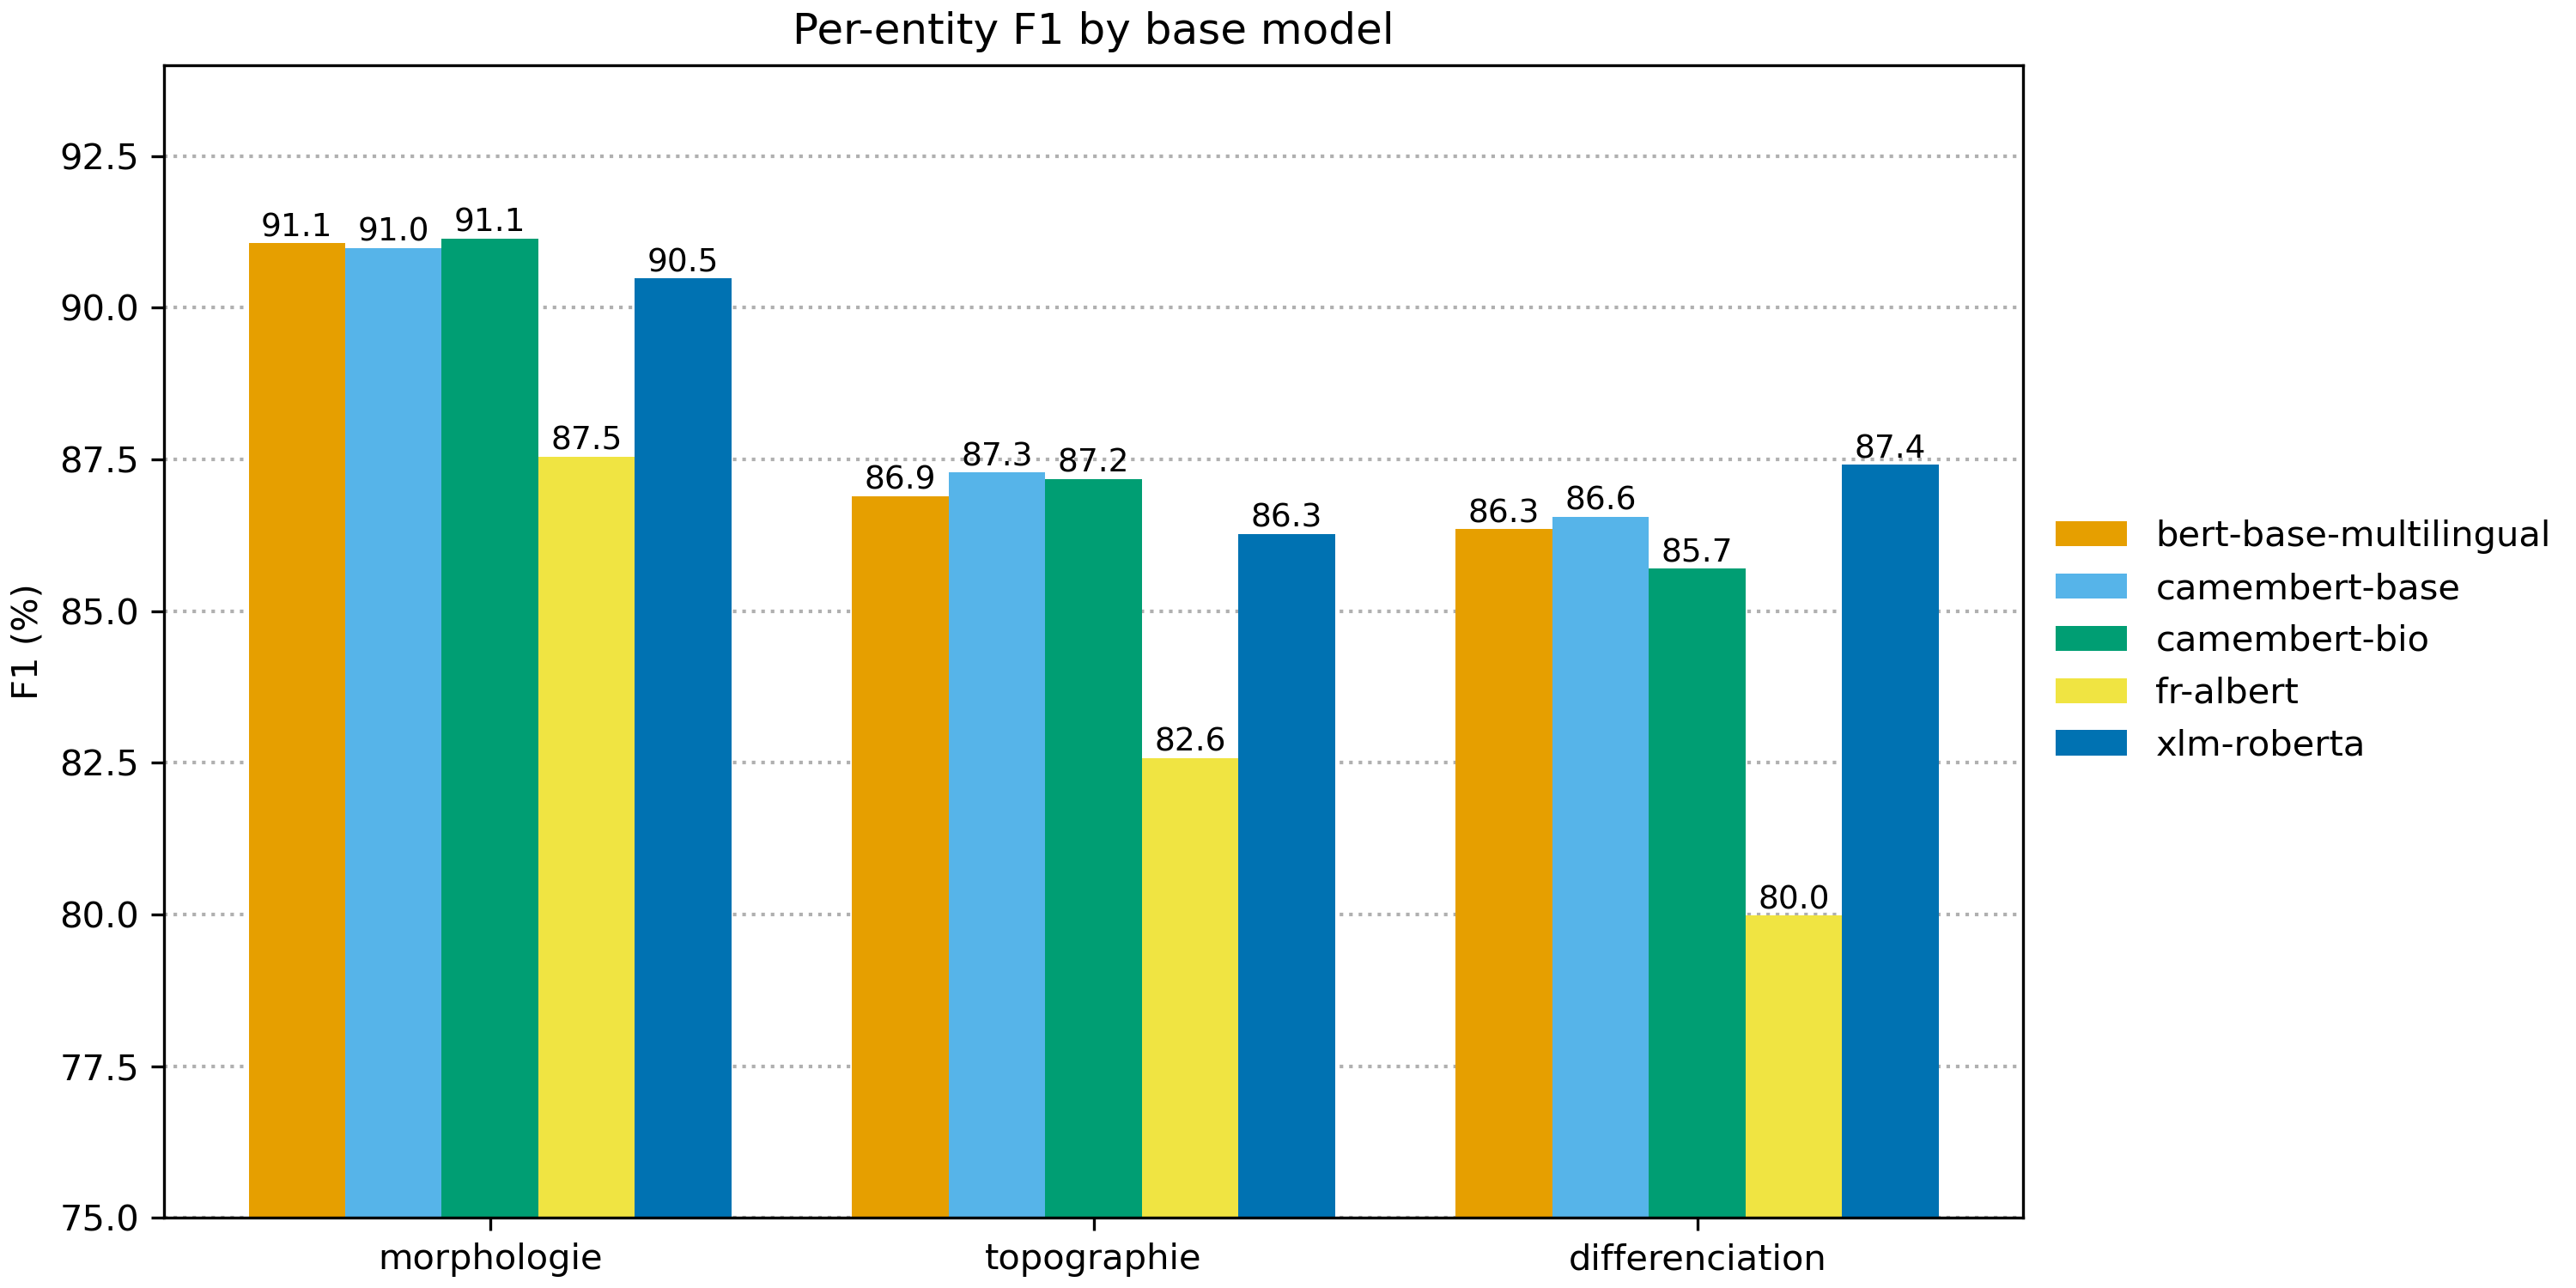 Per-entity F1 by base model
F1 (%)
92.5
90.0
87.5
85.0
82.5
80.0
77.5
75.0
91.1
91.0
91.1
87.5
90.5
86.9
87.3
87.2
82.6
86.3
86.3
86.6
85.7
80.0
87.4
morphologie
topographie
differenciation
bert-base-multilingual
camembert-base
camembert-bio
fr-albert
xlm-roberta